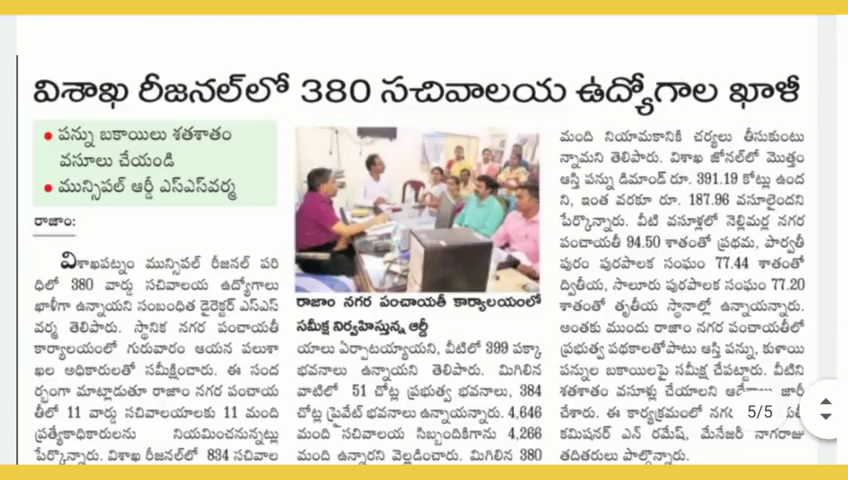 విశాఖ రీజనల్‌లో 380 సచివాలయ ఉద్యోగాల ఖాళీ
• పన్ను బకాయిలు శతశాతం
వసూలు చేయండి
• మున్సిపల్ ఆర్డీ ఎస్ఎస్‌వర్మ
రాజాం:
విశాఖపట్నం మున్సిపల్ రీజనల్ పరి
ధిలో 380 వార్డు సచివాలయ ఉద్యోగులు
ఖాళీగా ఉన్నాయని సంబంధిత డైరెక్టర్ ఎస్ఎస్
వర్మ తెలిపారు. స్థానిక నగర పంచాయతీ
కార్యాలయంలో గురువారం ఆయన పలుశా
ఖల అధికారులతో సమీక్షించారు. ఈ సంద
ర్భంగా మాట్లాడుతూ రాజాం నగర పంచాయ
తీలో 11 వార్డు సచివాలయాలకు 11 మంది
ప్రత్యేకాధికారులను నియమించనున్నట్లు
పేర్కొన్నారు. విశాఖ రీజనల్‌లో 834 సచివాల
రాజాం నగర పంచాయతీ కార్యాలయంలో
సమీక్ష నిర్వహిస్తున్న ఆర్డీ
యాలు ఏర్పాటయ్యాయని, వీటిలో 399 పక్కా
భవనాలు ఉన్నాయని తెలిపారు. మిగిలిన
వాటిలో 51 చోట్ల ప్రభుత్వ భవనాలు, 384
చోట్ల ప్రైవేట్ భవనాలు ఉన్నాయన్నారు. 4,646
మంది సచివాలయ సిబ్బందికిగాను 4,266
మంది ఉన్నారని వెల్లడించారు. మిగిలిన 380
మంది నియామకానికి చర్యలు తీసుకుంటు
న్నామని తెలిపారు. విశాఖ జోనల్‌లో మొత్తం
ఆస్తి పన్ను డిమాండ్ రూ. 391.19 కోట్లు ఉంద
ని, ఇంత వరకూ రూ. 187.96 వసూలైందని
పేర్కొన్నారు. వీటి వసూళ్లలో నెల్లిమర్ల నగర
పంచాయతీ 94.50 శాతంతో ప్రథమ, పార్వతీ
పురం పురపాలక సంఘం 77.44 శాతంతో
ద్వితీయ, సాలూరు పురపాలక సంఘం 77.20
శాతంతో తృతీయ స్థానాల్లో ఉన్నాయన్నారు.
అంతకు ముందు రాజాం నగర పంచాయతీలో
ప్రభుత్వ పథకాలతోపాటు ఆస్తి పన్ను, కుళాయి
పన్నుల బకాయిలపై సమీక్ష చేపట్టారు. వీటిని
శతశాతం వసూళ్లు చేయాలని జారీ
చేశారు. ఈ కార్యక్రమంలో
కమిషనర్ ఎన్ రమేష్, మేనేజర్ నాగరాజు
తదితరులు పాల్గొన్నారు.
5/5